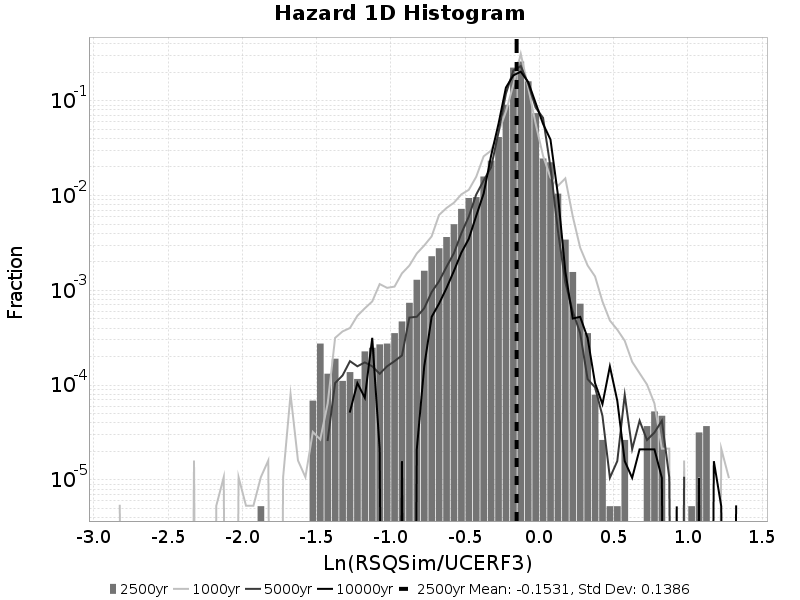 Hazard 1D Histogram
Fraction
10-1
10-2
10-3
10-4
10-5
-3.0 -2.5 -2.0 -1.5 -1.0 -0.5 0.0 0.5 1.0 1.5
Ln(RSQSim/UCERF3)
2500yr 1000yr 5000yr 10000yr 2500yr Mean: -0.1531, Std Dev: 0.1386